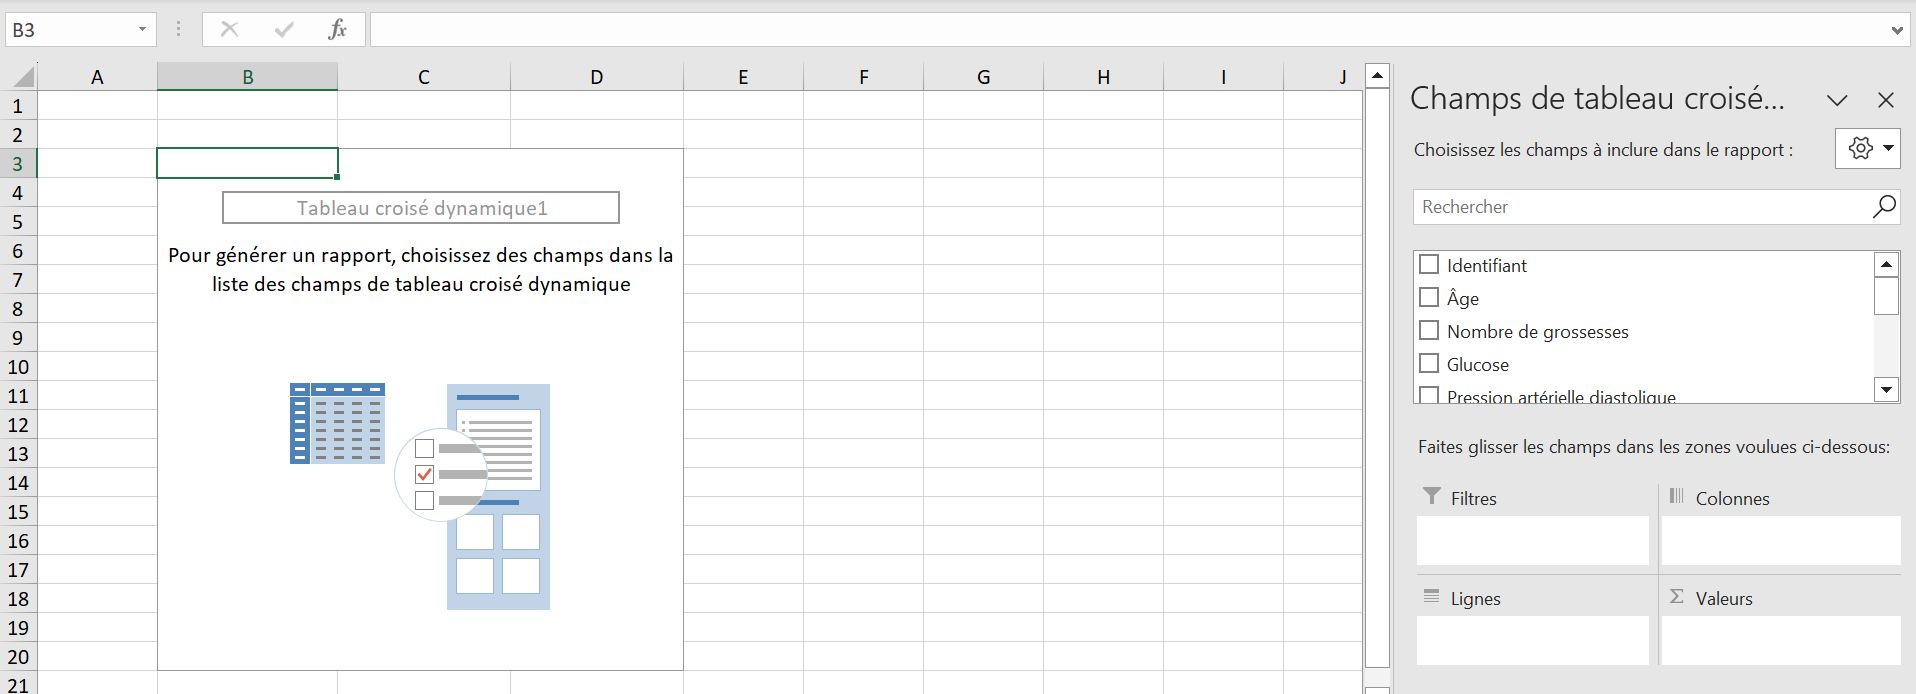 B3
fx
A B C D E F G H I J
1
2
3
4
Tableau croisé dynamique1
5
6
Pour générer un rapport, choisissez des champs dans la
7
liste des champs de tableau croisé dynamique
8
9
10
11
12
13
14
15
16
17
18
19
20
21
Champs de tableau croisé...
Choisissez les champs à inclure dans le rapport :
Rechercher
Identifiant
Âge
Nombre de grossesses
Glucose
Pression artérielle diastolique
Faites glisser les champs dans les zones voulues ci-dessous:
Filtres
Colonnes
Lignes
Σ Valeurs